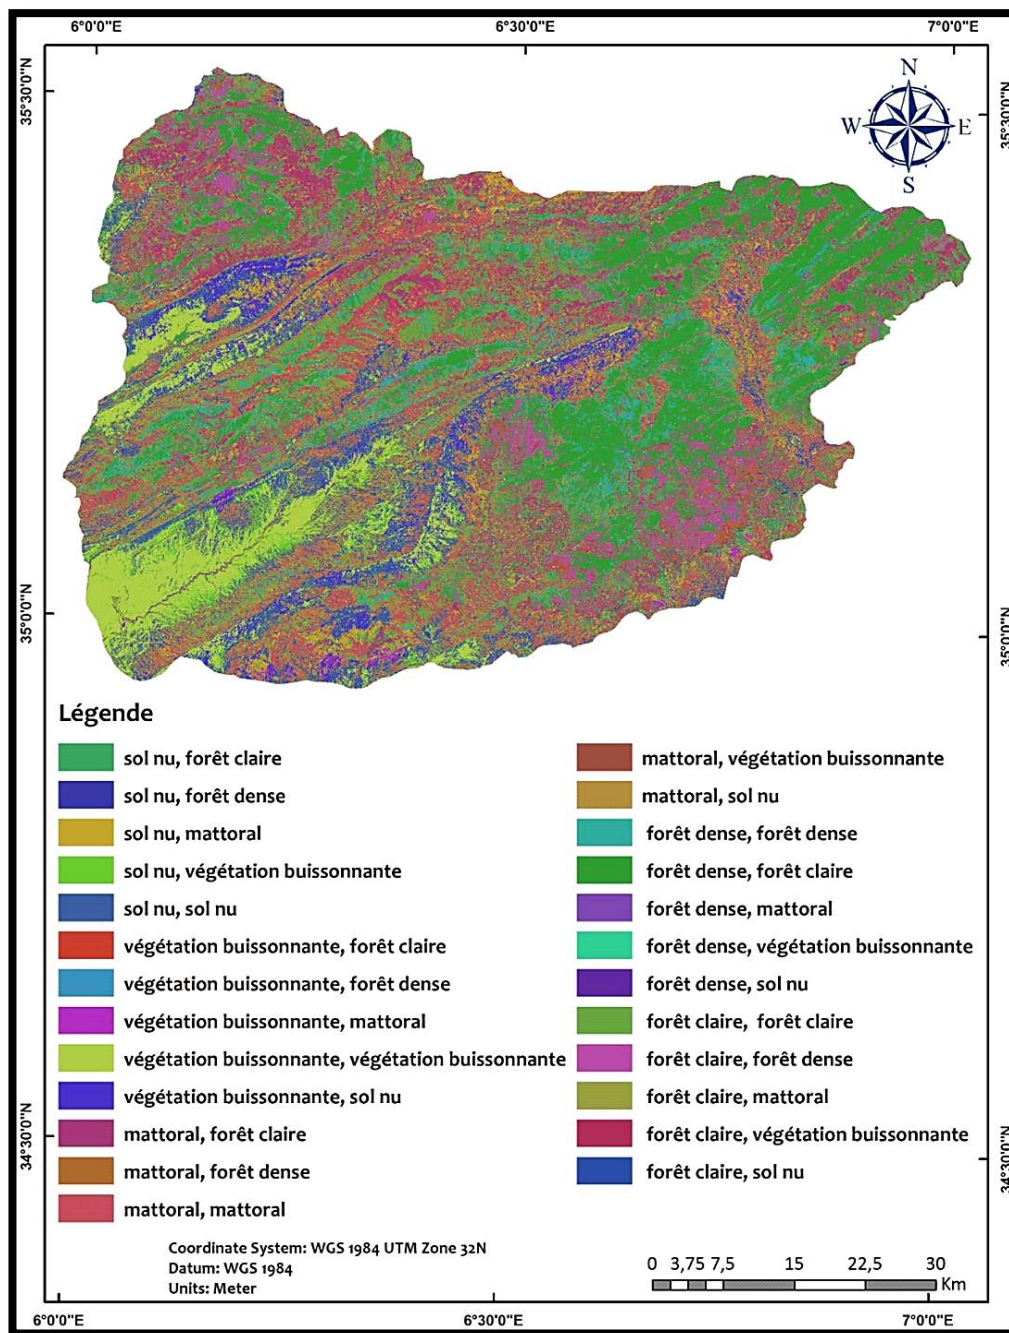 6°0'0"E 6°30'0"E 7°0'0"E
N
W E
S
35°30'0"N 35°30'0"N
35°0'0"N 35°0'0"N
Légende
sol nu, forêt claire
sol nu, forêt dense
sol nu, mattoral
sol nu, végétation buissonnante
sol nu, sol nu
végétation buissonnante, forêt claire
végétation buissonnante, forêt dense
végétation buissonnante, mattoral
végétation buissonnante, végétation buissonnante
végétation buissonnante, sol nu
mattoral, forêt claire
mattoral, forêt dense
mattoral, mattoral
mattoral, végétation buissonnante
mattoral, sol nu
forêt dense, forêt dense
forêt dense, forêt claire
forêt dense, mattoral
forêt dense, végétation buissonnante
forêt dense, sol nu
forêt claire, forêt claire
forêt claire, forêt dense
forêt claire, mattoral
forêt claire, végétation buissonnante
forêt claire, sol nu
34°30'0"N 34°30'0"N
Coordinate System: WGS 1984 UTM Zone 32N
Datum: WGS 1984
Units: Meter
0 3,75 7,5 15 22,5 30
Km
6°0'0"E 6°30'0"E 7°0'0"E